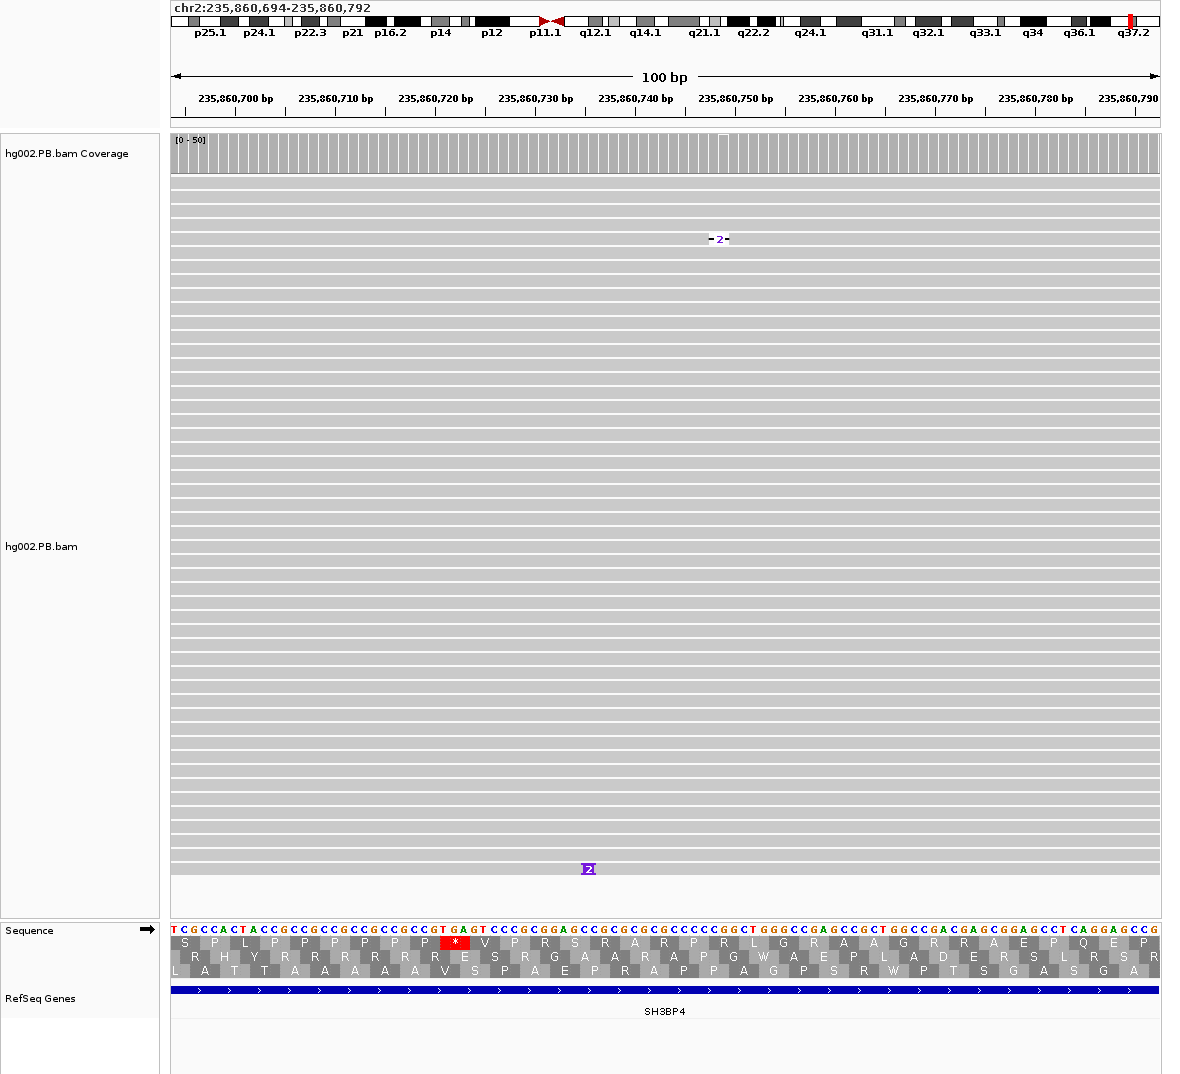 chr2:235,860,694-235,860,792
p25.1 p24.1 p22.3 p21 p16.2 p14 p12 p11.1 q12.1 q14.1 q21.1 q22.2 q24.1 q31.1 q32.1 q33.1 q34 q36.1 q37.2
100 bp
235,860,700 bp 235,860,710 bp 235,860,720 bp 235,860,730 bp 235,860,740 bp 235,860,750 bp 235,860,760 bp 235,860,770 bp 235,860,780 bp 235,860,790
[0 - 50]
hg002.PB.bam Coverage
2
hg002.PB.bam
2
Sequence
TCGCCACTACCGCCGCCGCCGCCGCCGTGAGTCCCGCGGAGCCGCGCGCGCCCCCGGCTGGGCCGAGCCGCTGGCCGACGAGCGGAGCCTCAGGAGCCG
S P L P P P P P P * V P R S R A R P R L G R A A G R R A E P Q E P
R H Y R R R R R R E S R G A A R A P G W A E P L A D E R S L R S R
L A T T A A A A A V S P A E P R A P P A G P S R W P T S G A S G A
RefSeq Genes
SH3BP4